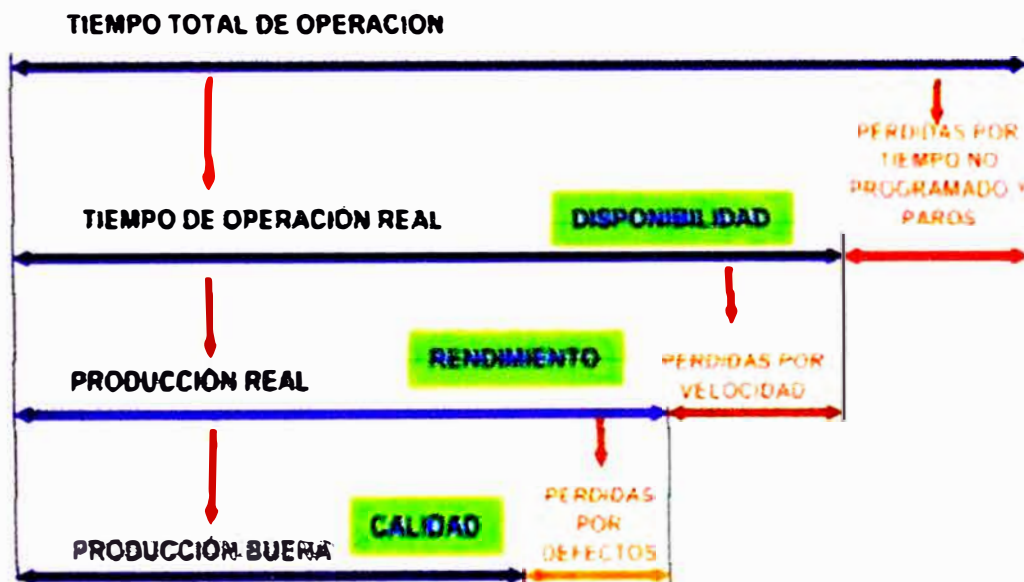 TIEMPO TOTAL DE OPERACION
PERDIDAS POR
TIEMPO NO
PROGRAMADO Y
PAROS
TIEMPO DE OPERACIÓN REAL
DISPONIBILIDAD
RENDIMIENTO
PERDIDAS POR
VELOCIDAD
PRODUCCIÓN REAL
PERDIDAS
POR
DEFECTOS
CALIDAD
PRODUCCIÓN BUENA